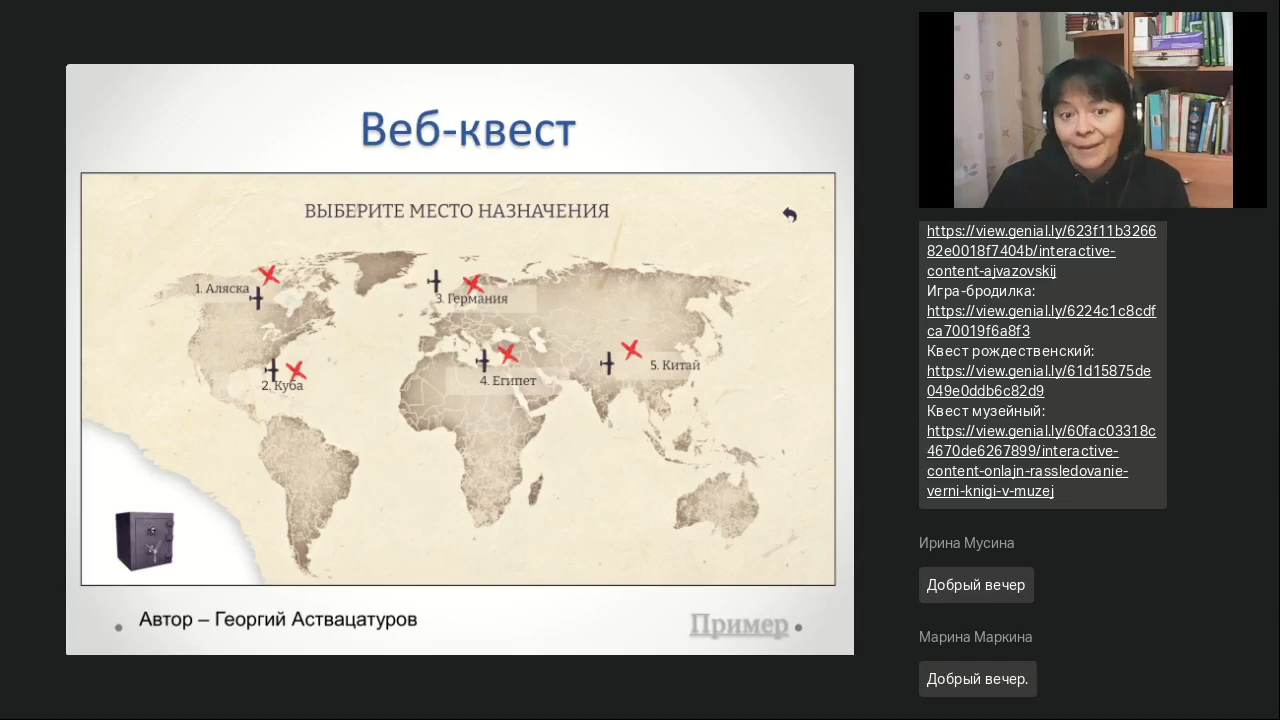 Веб-квест
ВЫБЕРИТЕ МЕСТО НАЗНАЧЕНИЯ
1. Аляска
3. Германия
5. Китай
4. Египет
2. Куба
Автор – Георгий Аствацатуров
Пример
https://view.genial.ly/623f11b3266
82e0018f7404b/interactive-
content-ajvazovskij
Игра-бродилка:
https://view.genial.ly/6224c1c8cdf
ca70019f6a8f3
Квест рождественский:
https://view.genial.ly/61d15875de
049e0ddb6c82d9
Квест музейный:
https://view.genial.ly/60fac03318c
4670de6267899/interactive-
content-onlajn-rassledovanie-
verni-knigi-v-muzej
Ирина Мусина
Добрый вечер
Марина Маркина
Добрый вечер.